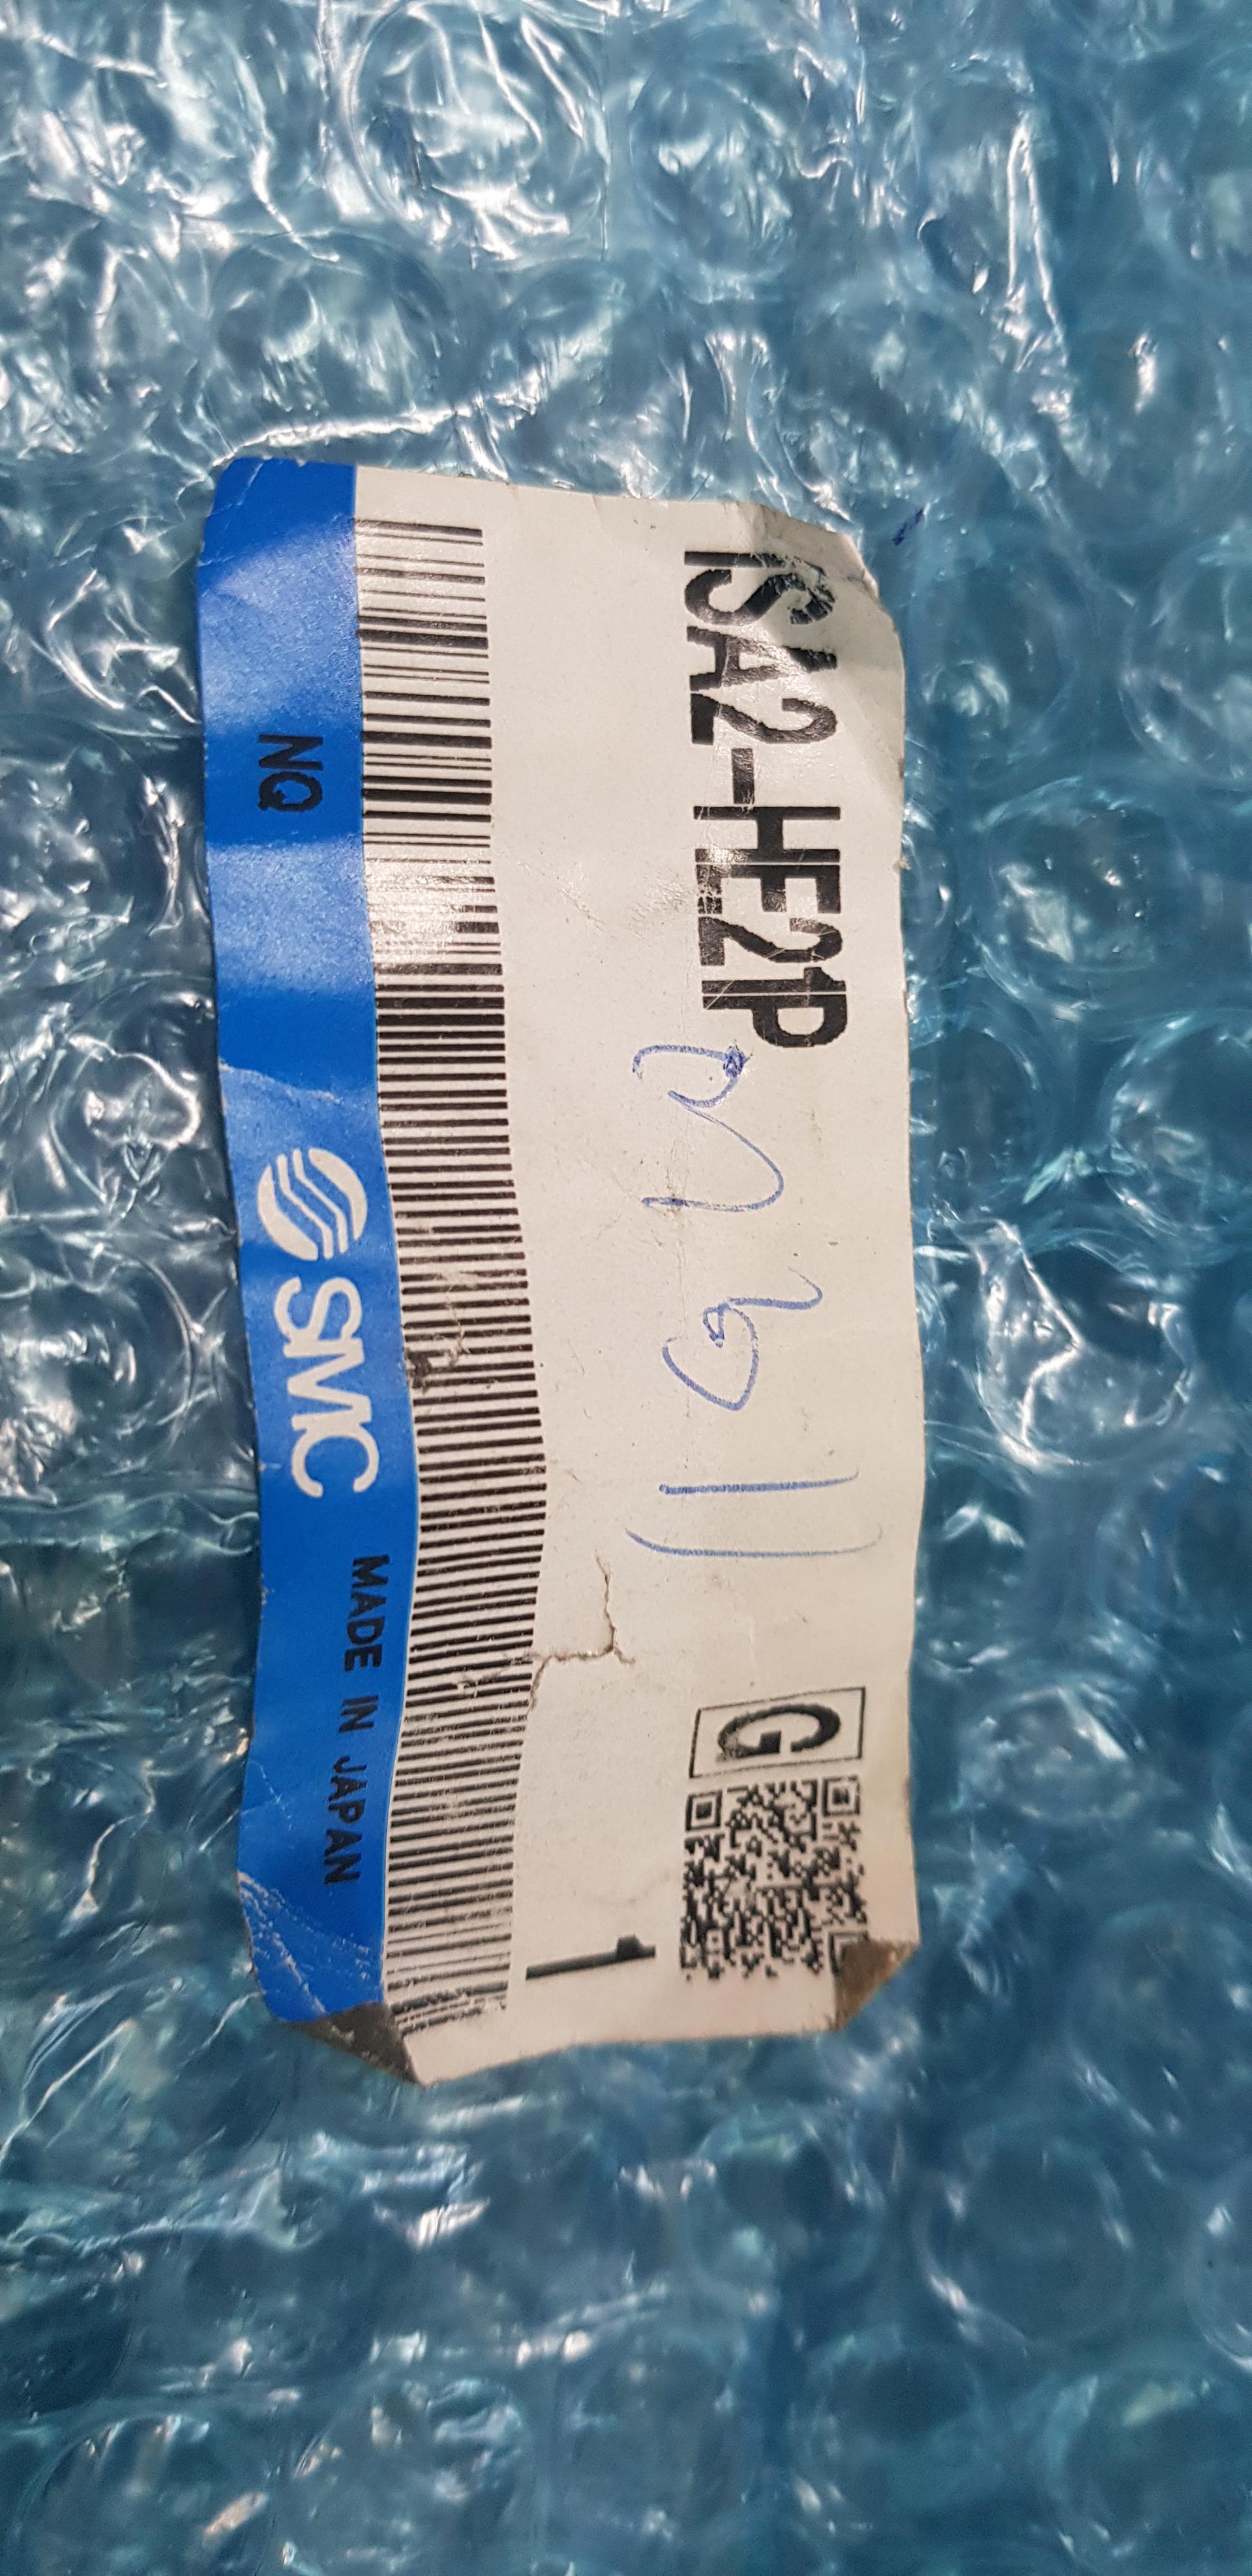 ISA2-HE21P
G
1
NQ
SMC
MADE IN JAPAN